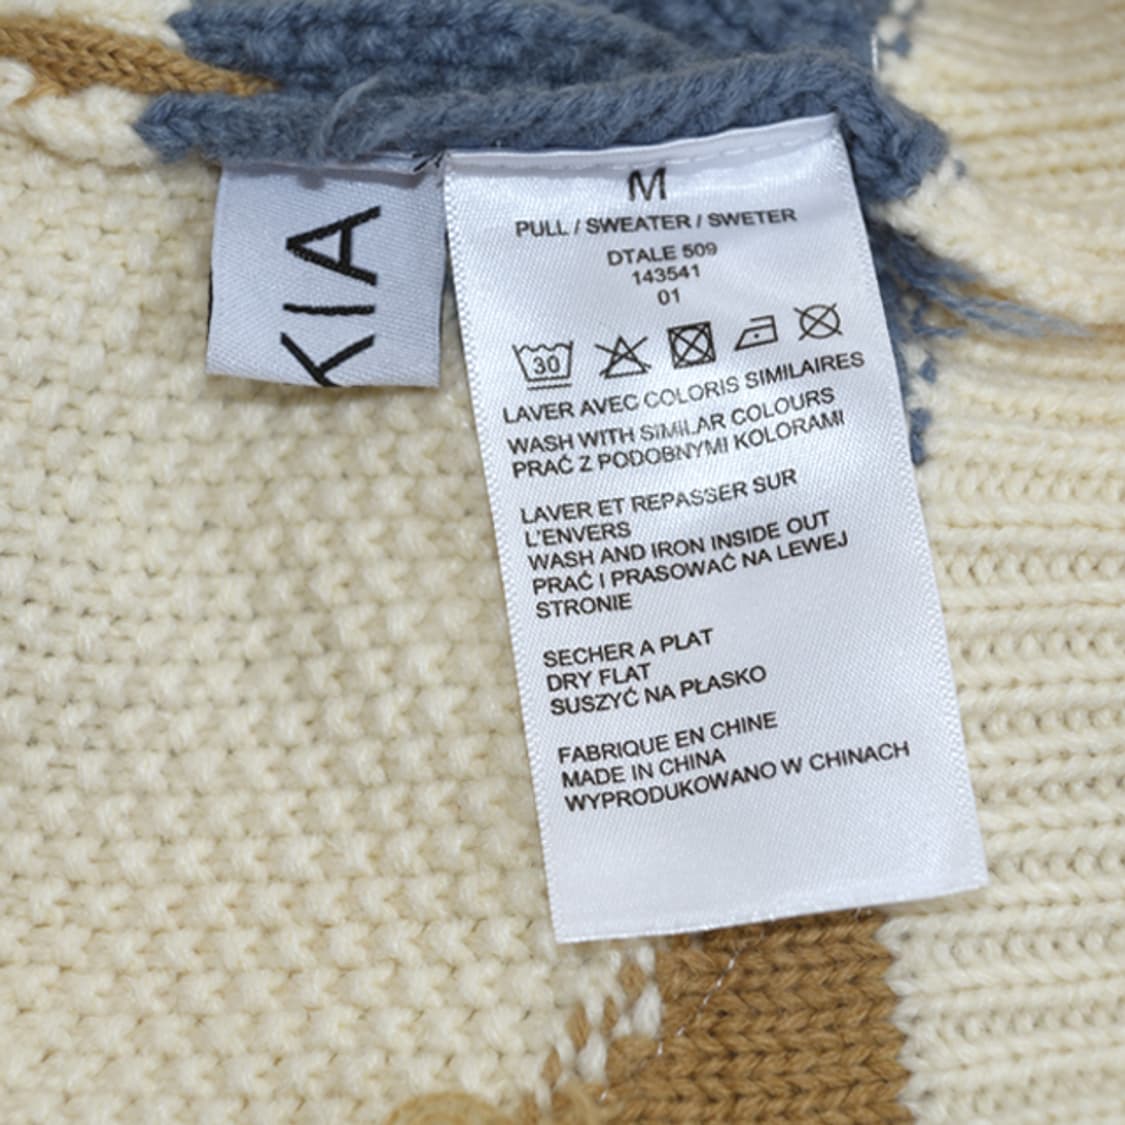 KIA
M
PULL / SWEATER / SWETER
DTALE 509
143541
01
30
LAVER AVEC COLORIS SIMILAIRES
WASH WITH SIMILAR COLOURS
PRAĆ Z PODOBNYMI KOLORAMI
LAVER ET REPASSER SUR
L'ENVERS
WASH AND IRON INSIDE OUT
PRAĆ I PRASOWAĆ NA LEWEJ
STRONIE
SECHER A PLAT
DRY FLAT
SUSZYĆ NA PŁASKO
FABRIQUE EN CHINE
MADE IN CHINA
WYPRODUKOWANO W CHINACH